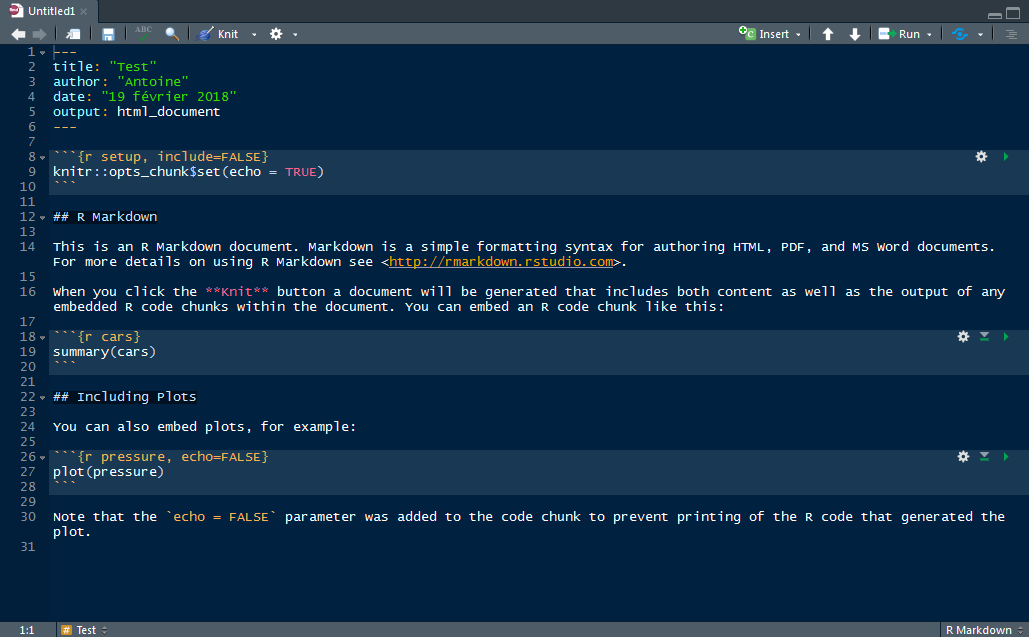 Untitled1
ABC
Knit
Insert
Run
1 ---
2 title: "Test"
3 author: "Antoine"
4 date: "19 février 2018"
5 output: html_document
6 ---
7
8 ```{r setup, include=FALSE}
9 knitr::opts_chunk$set(echo = TRUE)
10 ```
11
12 ## R Markdown
13
14 This is an R Markdown document. Markdown is a simple formatting syntax for authoring HTML, PDF, and MS Word documents.
For more details on using R Markdown see <http://rmarkdown.rstudio.com>.
15
16 When you click the **Knit** button a document will be generated that includes both content as well as the output of any
embedded R code chunks within the document. You can embed an R code chunk like this:
17
18 ```{r cars}
19 summary(cars)
20 ```
21
22 ## Including Plots
23
24 You can also embed plots, for example:
25
26 ```{r pressure, echo=FALSE}
27 plot(pressure)
28 ```
29
30 Note that the `echo = FALSE` parameter was added to the code chunk to prevent printing of the R code that generated the
plot.
31
1:1
# Test
R Markdown